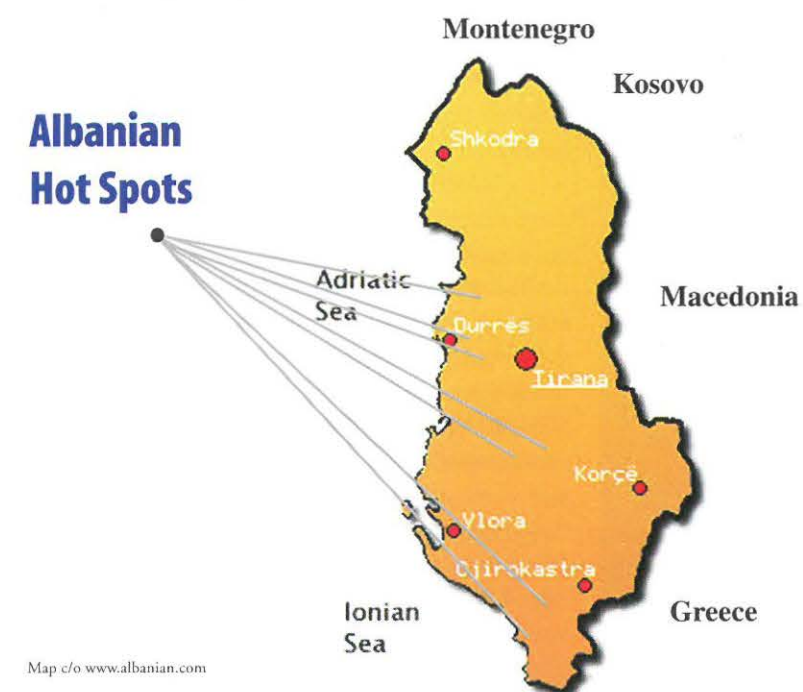 Montenegro
Kosovo
Albanian
Hot Spots
Shkodra
Adriatic
Sea
Macedonia
Durrës
Tirana
Korçë
Vlora
Gjirokastra
Ionian
Sea
Greece
Map c/o www.albanian.com